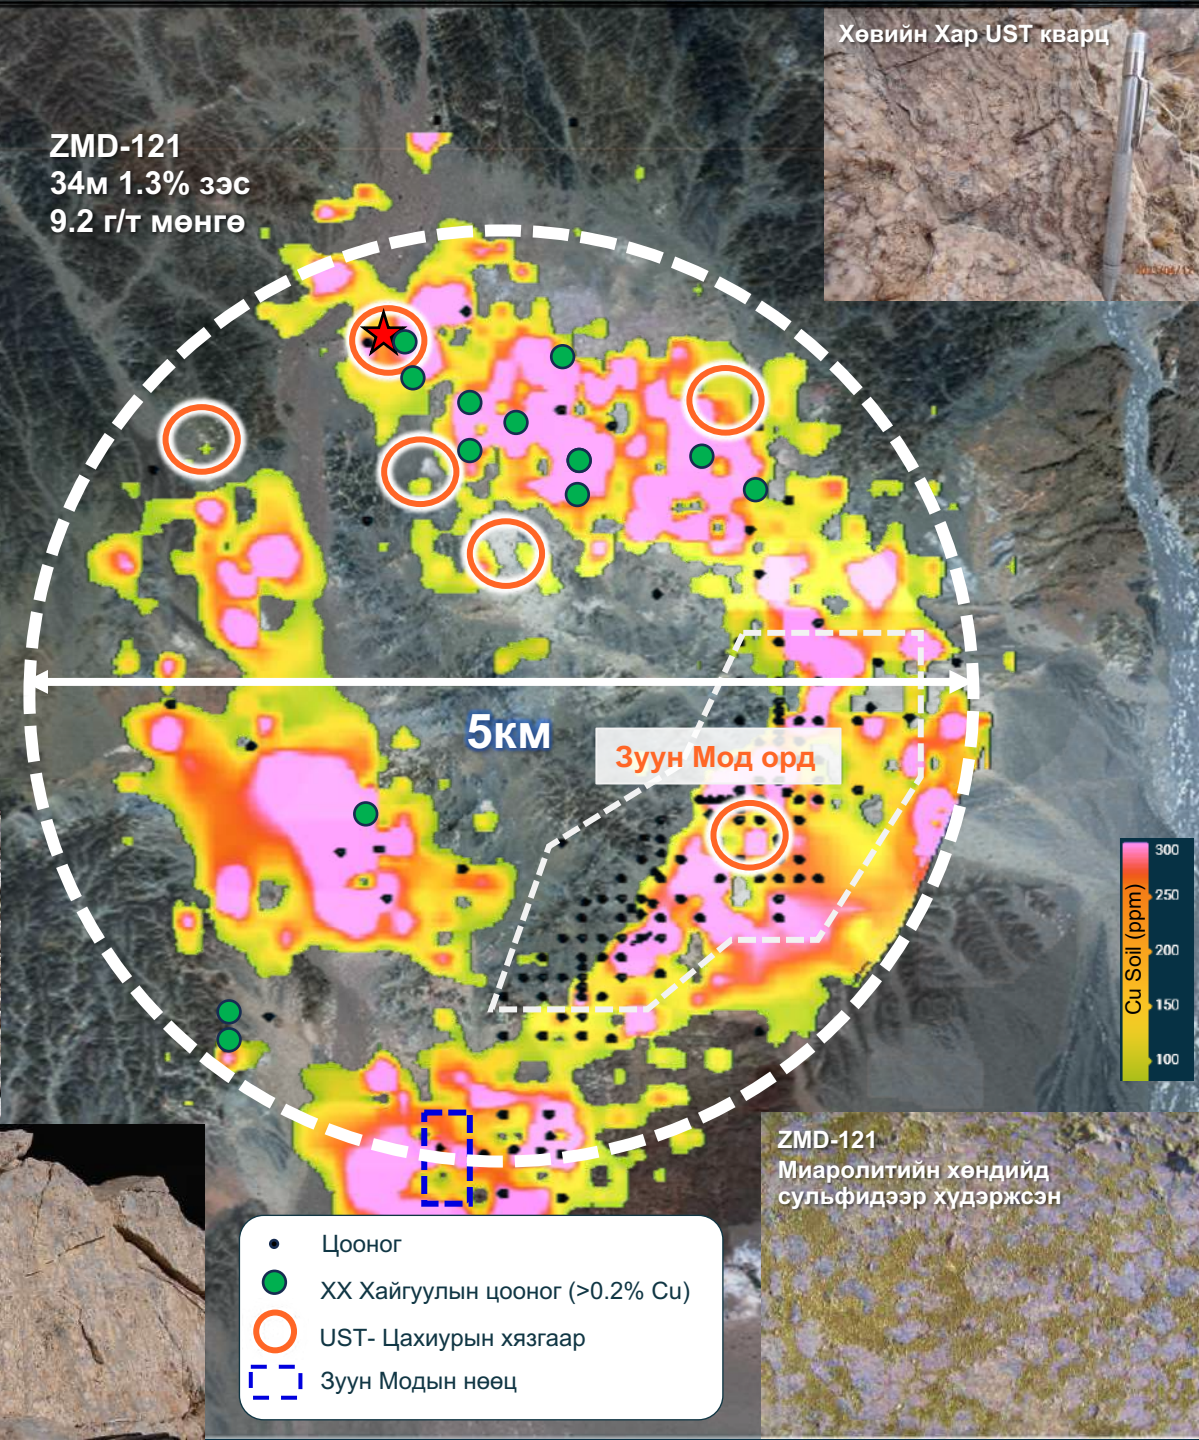 Хөвийн Хар UST кварц
ZMD-121
34м 1.3% зэс
9.2 г/т мөнгө
5км
Зуун Мод орд
300
250
200
150
100
Cu Soil (ppm)
ZMD-121
Миаролитийн хөндийд
сульфидээр хүдэржсэн
Цооног
ХХ Хайгуулын цооног (>0.2% Cu)
UST- Цахиурын хязгаар
Зуун Модын нөөц